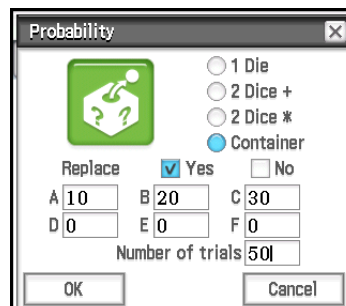 Probability
? ?
1 Die
2 Dice +
2 Dice *
Container
Replace Yes No
A 10 B 20 C 30
D 0 E 0 F 0
Number of trials 50
OK Cancel